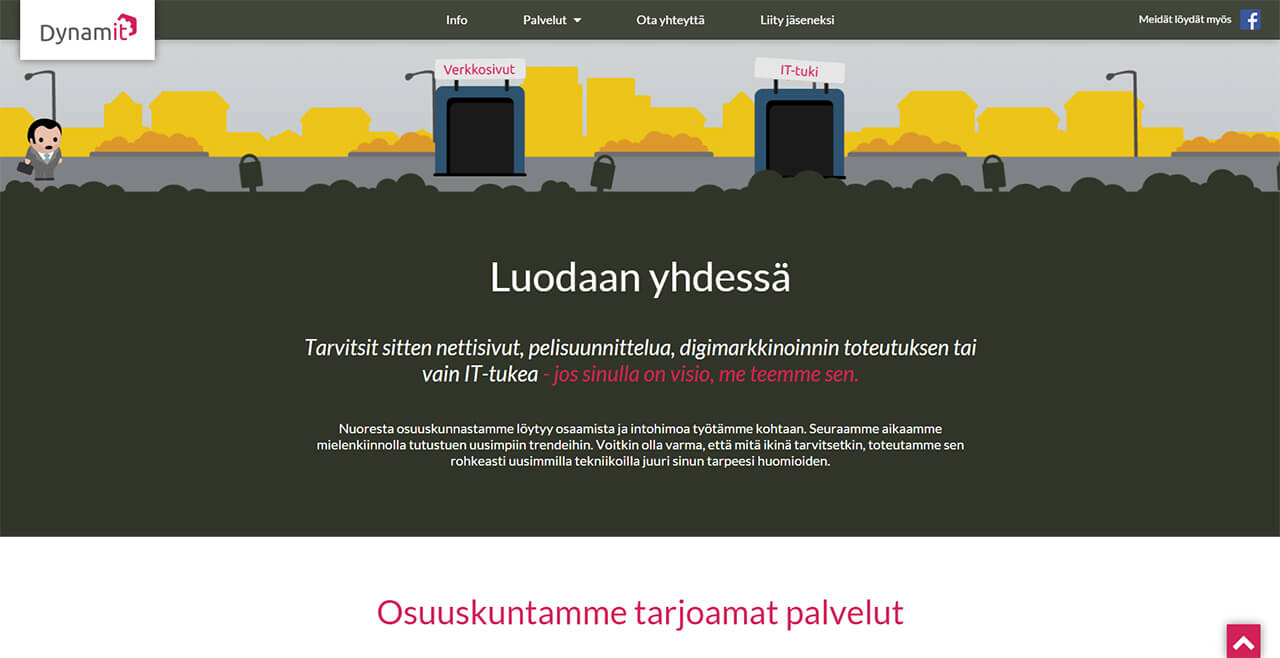 Dynamit
Info
Palvelut
Ota yhteyttä
Liity jäseneksi
Meidät löydät myös
Verkkosivut
IT-tuki
Luodaan yhdessä
Tarvitsit sitten nettisivut, pelisuunnittelua, digimarkkinoinnin toteutuksen tai
vain IT-tukea - jos sinulla on visio, me teemme sen.
Nuoresta osuuskunnastamme löytyy osaamista ja intohimoa työtämme kohtaan. Seuraamme aikaamme
mielenkiinnolla tutustuen uusimpiin trendeihin. Voitkin olla varma, että mitä ikinä tarvitsetkin, toteutamme sen
rohkeasti uusimmilla tekniikoilla juuri sinun tarpeesi huomioiden.
Osuuskuntamme tarjoamat palvelut